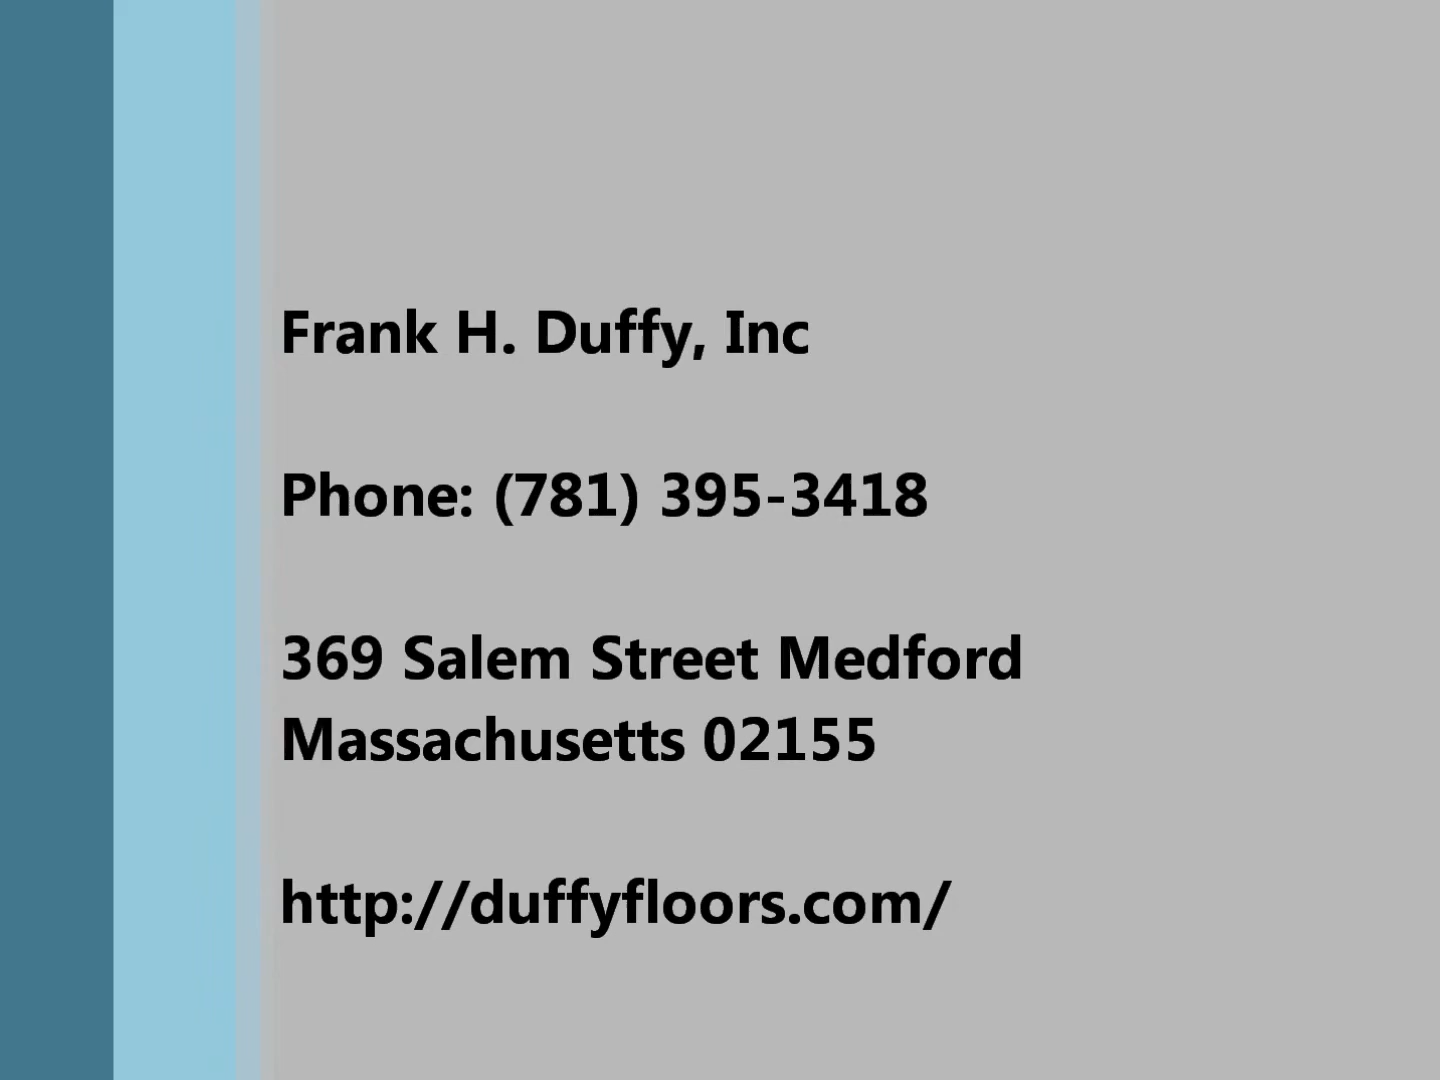 Frank H. Duffy, Inc
Phone: (781) 395-3418
369 Salem Street Medford
Massachusetts 02155
http://duffyfloors.com/